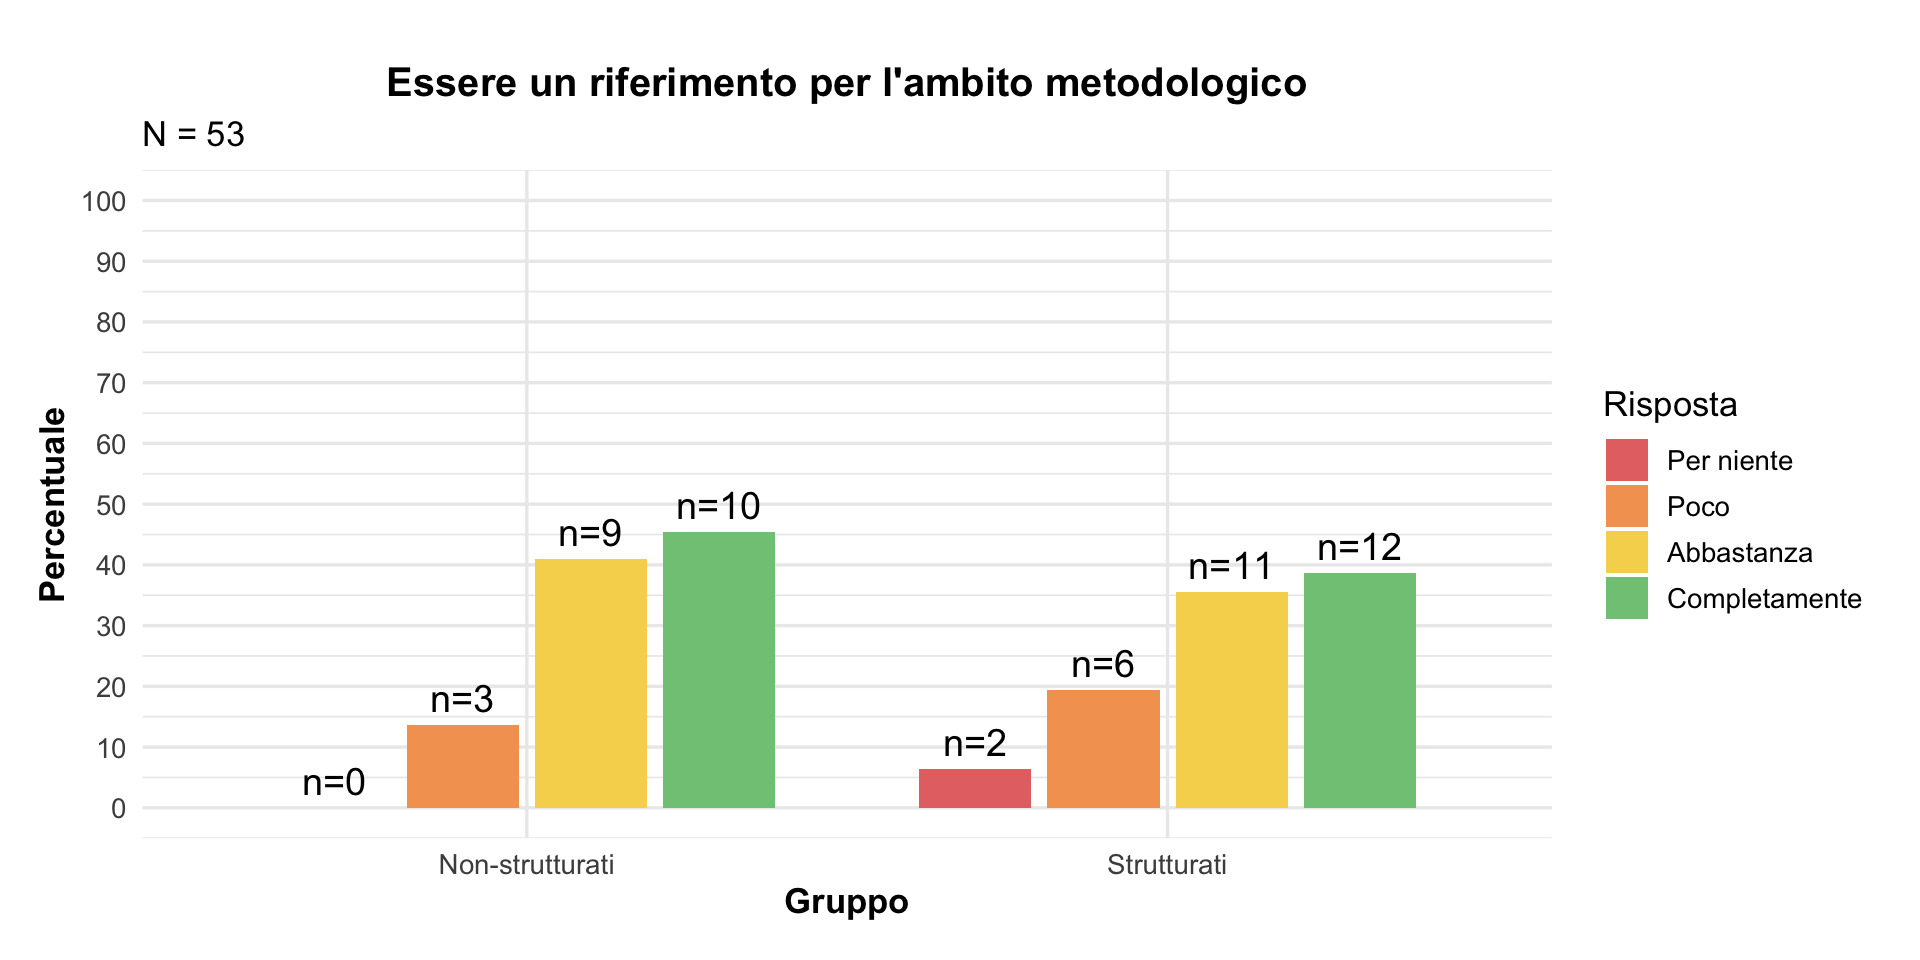 Essere un riferimento per l'ambito metodologico
N = 53
Percentuale
100
90
80
70
60
50
40
30
20
10
0
n=0
n=3
n=9
n=10
n=2
n=6
n=11
n=12
Non-strutturati
Strutturati
Gruppo
Risposta
Per niente
Poco
Abbastanza
Completamente